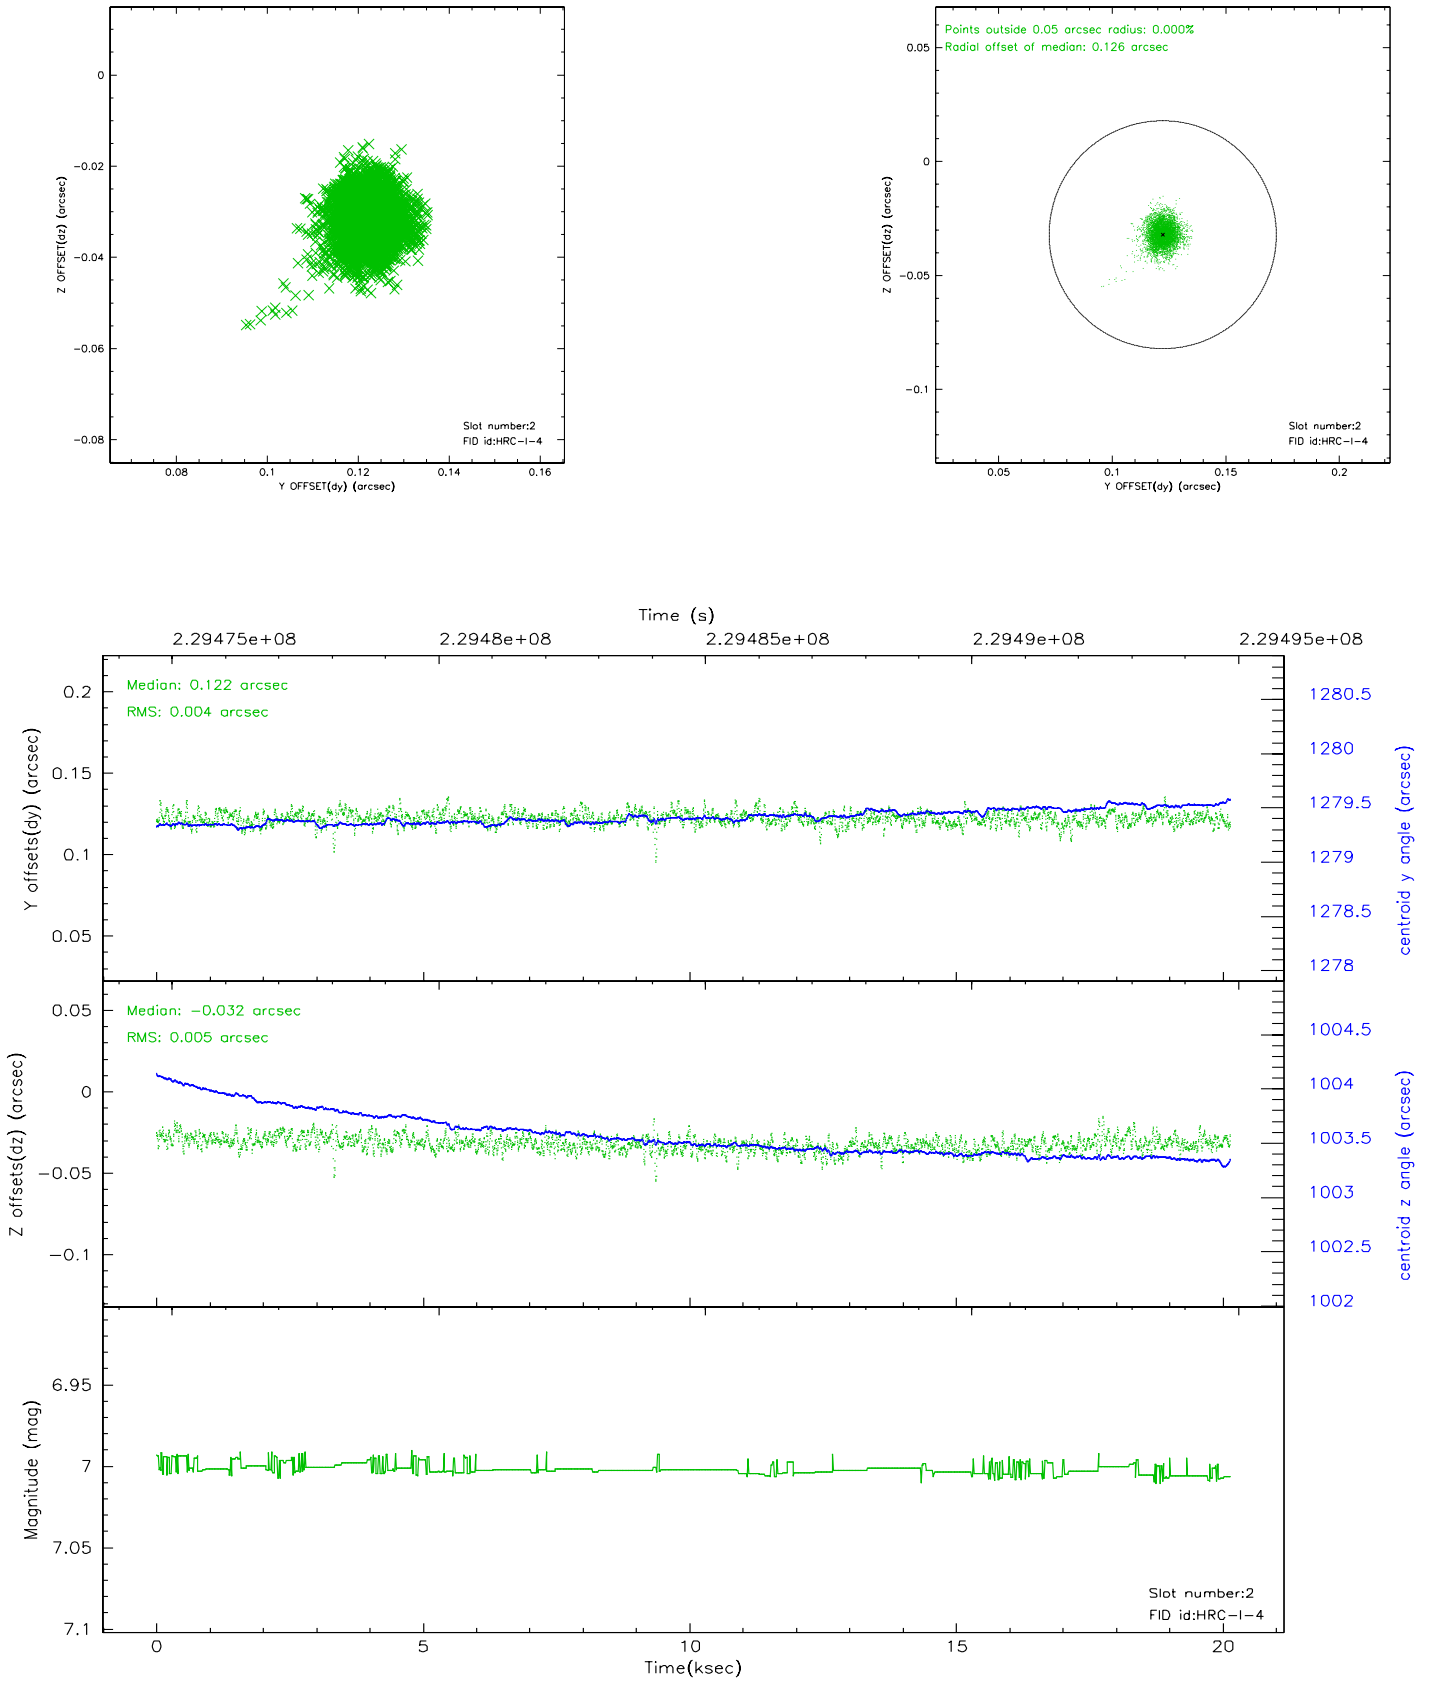 0
−0.02
−0.04
−0.06
−0.08
Z OFFSET(dz) (arcsec)
Slot number:2
FID id:HRC−I−4
0.08 0.1 0.12 0.14 0.16
Y OFFSET(dy) (arcsec)
Points outside 0.05 arcsec radius: 0.000%
Radial offset of median: 0.126 arcsec
0.05
0
−0.05
−0.1
Z OFFSET(dz) (arcsec)
Slot number:2
FID id:HRC−I−4
0.05 0.1 0.15 0.2
Y OFFSET(dy) (arcsec)
Time (s)
2.29475e+08 2.2948e+08 2.29485e+08 2.2949e+08 2.29495e+08
Median: 0.122 arcsec
RMS: 0.004 arcsec
0.2
0.15
0.1
0.05
Y offsets(dy) (arcsec)
1280.5
1280
1279.5
1279
1278.5
1278
centroid y angle (arcsec)
Median: −0.032 arcsec
RMS: 0.005 arcsec
0.05
0
−0.05
−0.1
Z offsets(dz) (arcsec)
1004.5
1004
1003.5
1003
1002.5
1002
centroid z angle (arcsec)
6.95
7
7.05
7.1
Magnitude (mag)
Slot number:2
FID id:HRC−I−4
0 5 10 15 20
Time(ksec)